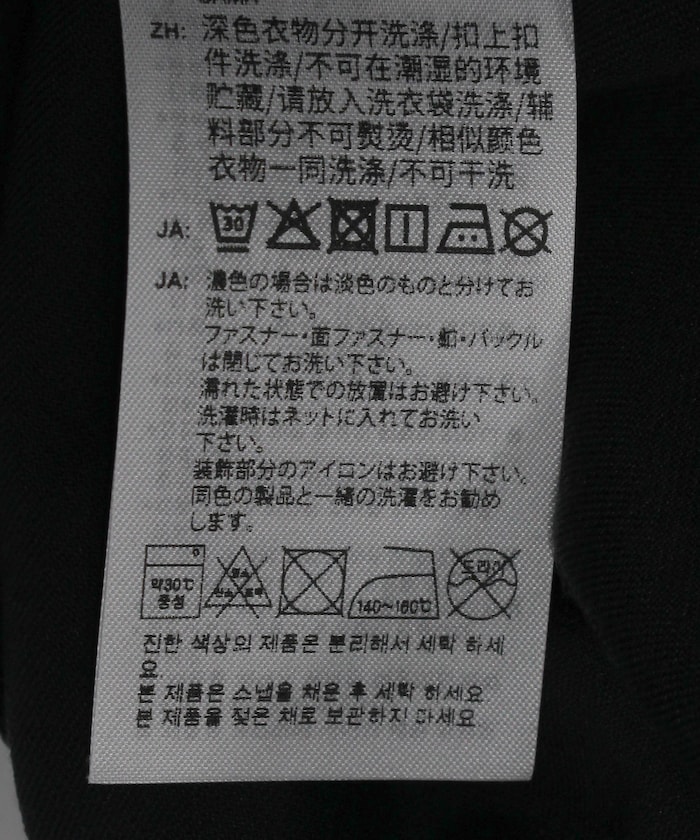 ZH: 深色衣物分开洗涤/扣上扣
件洗涤/不可在潮湿的环境
贮藏/请放入洗衣袋洗涤/辅
料部分不可熨烫/相似颜色
衣物一同洗涤/不可干洗
JA: 30
JA: 濃色の場合は淡色のものと分けてお
洗い下さい。
ファスナー・面ファスナー・釦・バックル
は閉じてお洗い下さい。
濡れた状態での放置はお避け下さい。
洗濯時はネットに入れてお洗い
下さい。
装飾部分のアイロンはお避け下さい。
同色の製品と一緒の洗濯をお勧め
します。
약30℃
중성
염소
산소 표백
140~160℃
드라이
진한 색상의 제품은 분리해서 세탁 하세
요
본 제품은 스냅을 채운 후 세탁 하세요
본 제품을 젖은 채로 보관하지 마세요